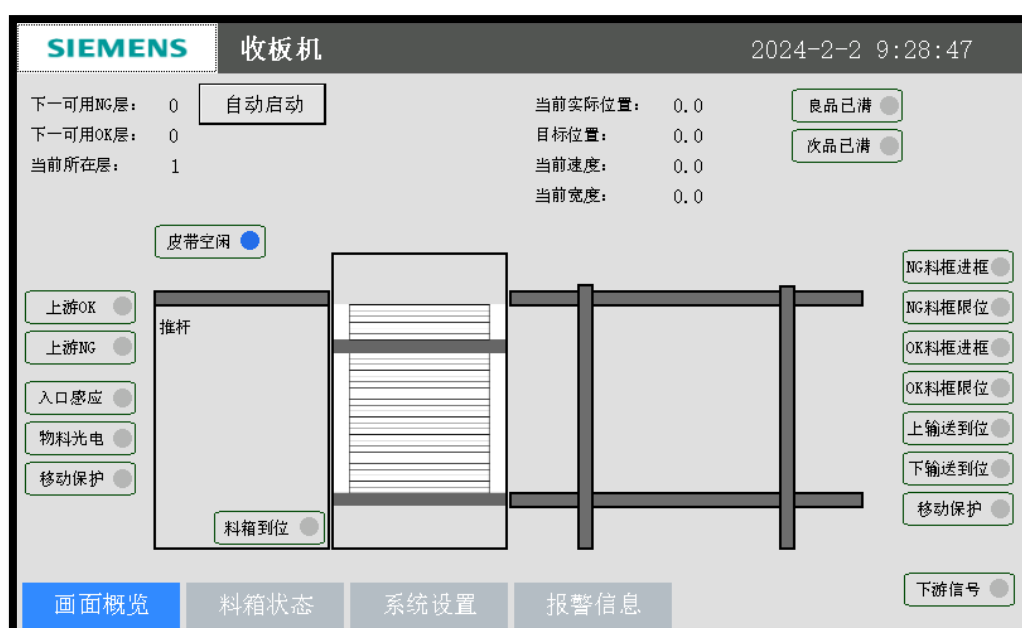 SIEMENS 收板机 2024-2-2 9:28:47
下一可用NG层： 0 自动启动 当前实际位置： 0.0 良品已满
下一可用OK层： 0 目标位置： 0.0 次品已满
当前所在层： 1 当前速度： 0.0
当前宽度： 0.0
皮带空闲
NG料框进框
上游OK NG料框限位
推杆
上游NG OK料框进框
入口感应 OK料框限位
物料光电 上输送到位
移动保护 下输送到位
移动保护
料箱到位
下游信号
画面概览 料箱状态 系统设置 报警信息